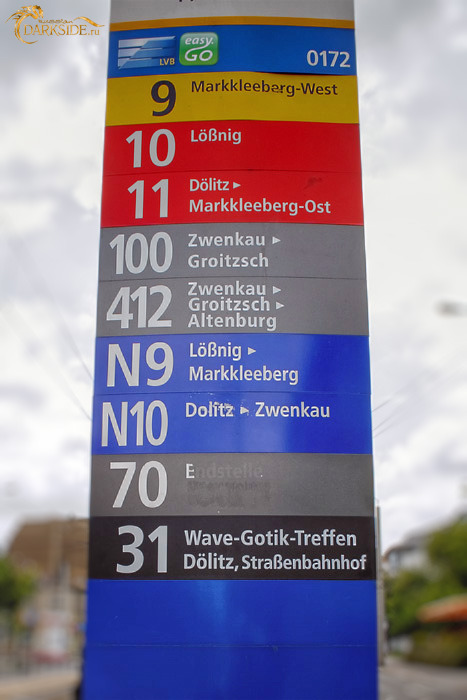 DARKSIDE.ru
LVB
easy.
GO
0172
9 Markkleeberg-West
10 Lößnig
11 Dölitz ▸
Markkleeberg-Ost
100 Zwenkau ▸
Groitzsch
412 Zwenkau ▸
Groitzsch ▸
Altenburg
N9 Lößnig ▸
Markkleeberg
N10 Dölitz ▸ Zwenkau
70 Endstelle
31 Wave-Gotik-Treffen
Dölitz, Straßenbahnhof